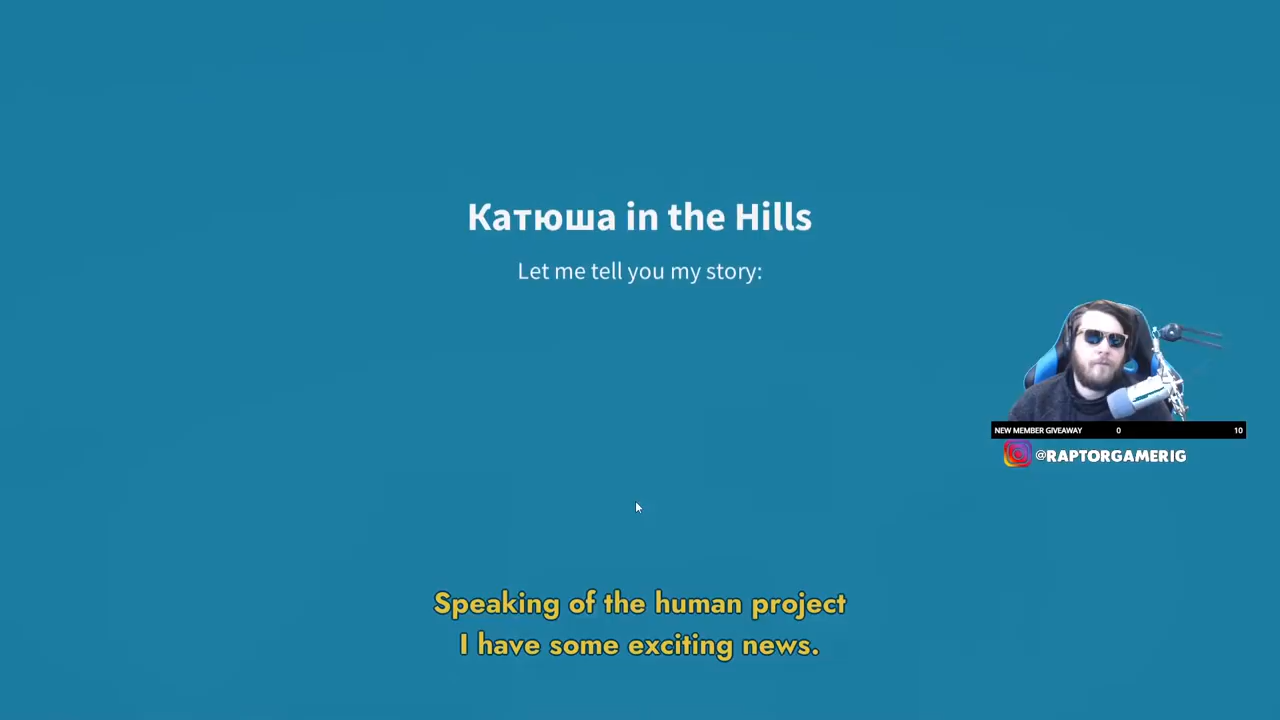 Катюша in the Hills
Let me tell you my story:
NEW MEMBER GIVEAWAY 0 10
@RAPTORGAMERIG
Speaking of the human project
I have some exciting news.